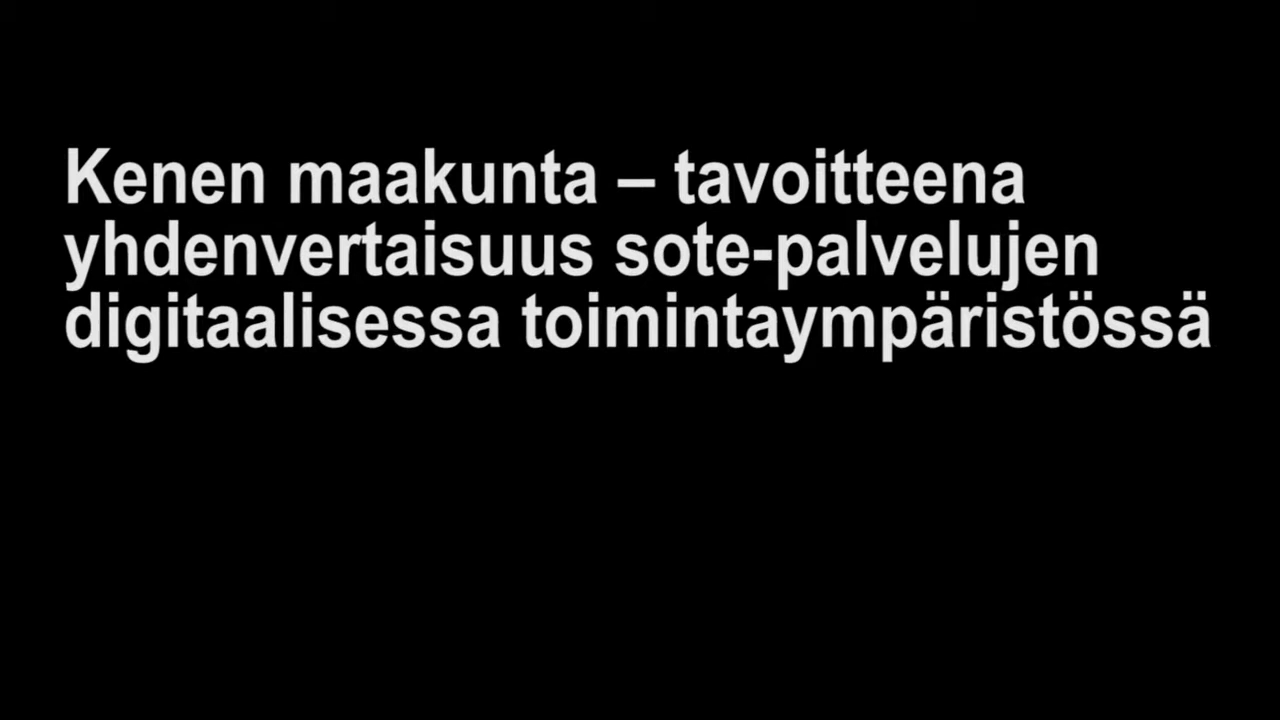 Kenen maakunta – tavoitteena
yhdenvertaisuus sote-palvelujen
digitaalisessa toimintaympäristössä